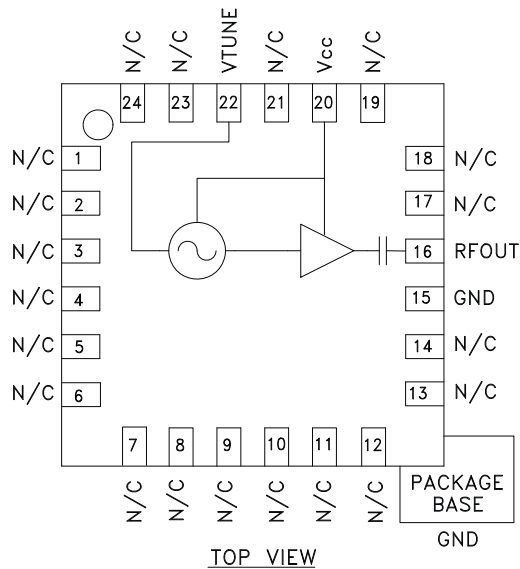 N/C N/C VTUNE N/C Vcc N/C
24 23 22 21 20 19
N/C 1 18 N/C
N/C 2 17 N/C
N/C 3 16 RFOUT
N/C 4 15 GND
N/C 5 14 N/C
N/C 6 13 N/C
7 8 9 10 11 12
N/C N/C N/C N/C N/C N/C
PACKAGE
BASE
GND
TOP VIEW